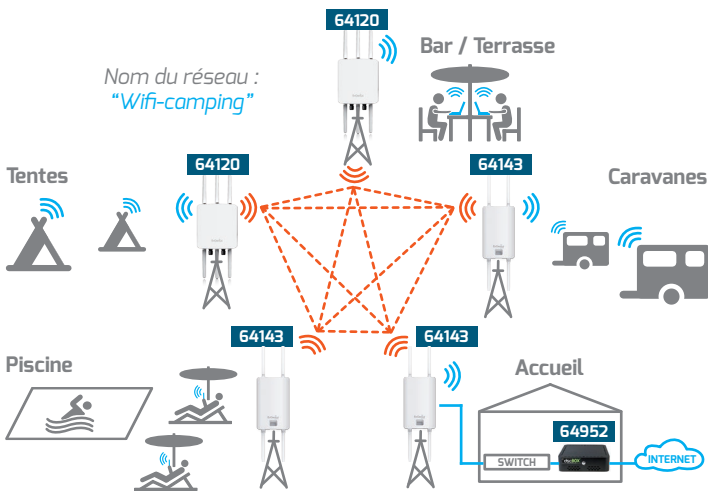 64120
Bar / Terrasse
Nom du réseau :
“Wifi-camping”
64120
64143
Tentes
Caravanes
64143
64143
Piscine
Accueil
64952
SWITCH
INTERNET